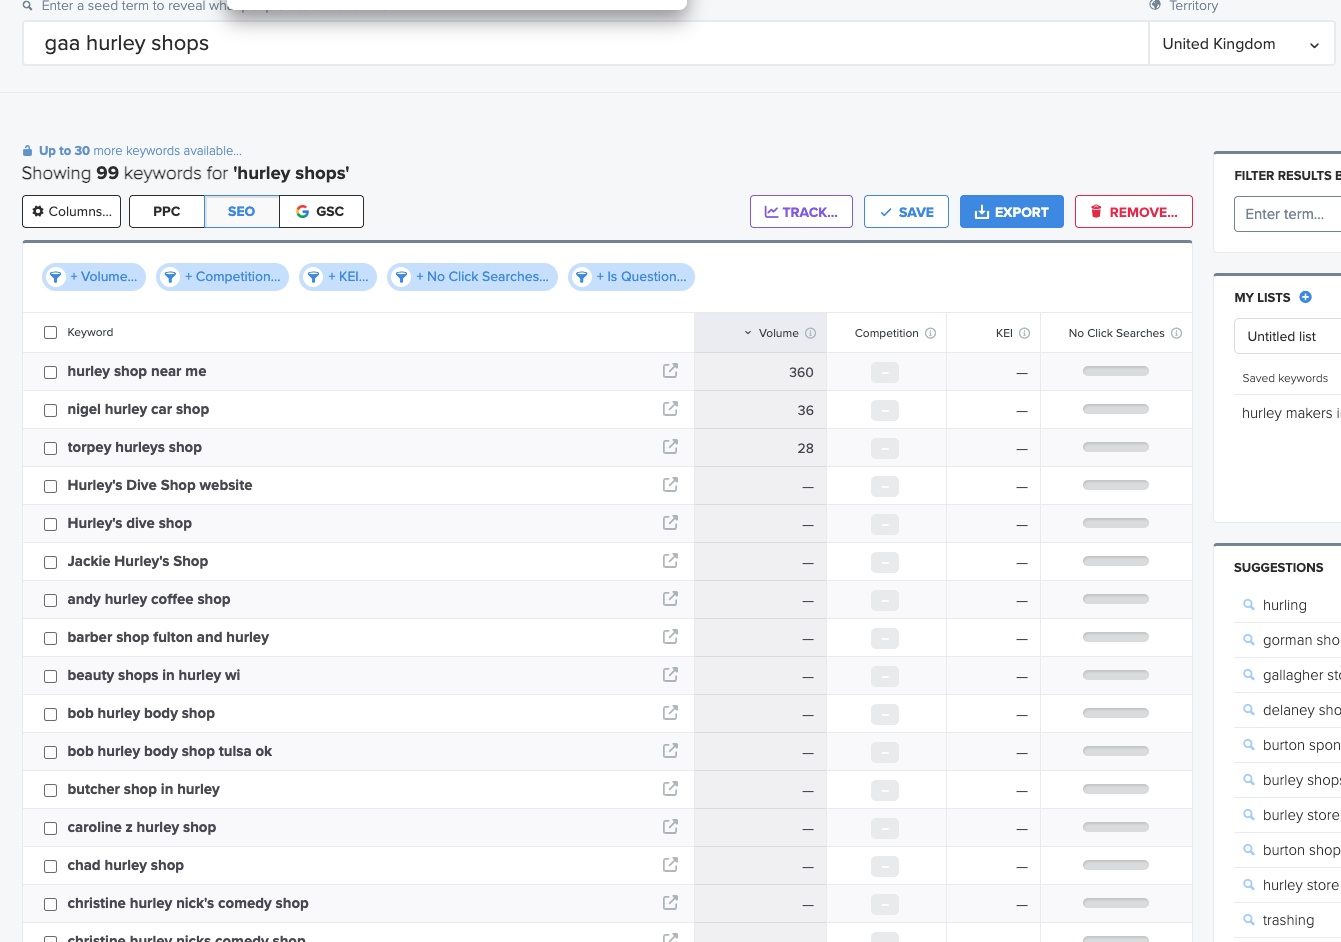 Enter a seed term to reveal
Territory
gaa hurley shops
United Kingdom
Up to 30 more keywords available...
Showing 99 keywords for 'hurley shops'
Columns...
PPC
SEO
GSC
TRACK...
SAVE
EXPORT
REMOVE...
+ Volume...
+ Competition...
+ KEI...
+ No Click Searches...
+ Is Question...
Keyword
Volume
Competition
KEI
No Click Searches
hurley shop near me
360
–
—
nigel hurley car shop
36
–
—
torpey hurleys shop
28
–
—
Hurley's Dive Shop website
—
–
—
Hurley's dive shop
—
–
—
Jackie Hurley's Shop
—
–
—
andy hurley coffee shop
—
–
—
barber shop fulton and hurley
—
–
—
beauty shops in hurley wi
—
–
—
bob hurley body shop
—
–
—
bob hurley body shop tulsa ok
—
–
—
butcher shop in hurley
—
–
—
caroline z hurley shop
—
–
—
chad hurley shop
—
–
—
christine hurley nick's comedy shop
—
–
—
christine hurley nicks comedy shop
FILTER RESULTS B
Enter term...
MY LISTS
Untitled list
Saved keywords
hurley makers i
SUGGESTIONS
hurling
gorman sho
gallagher sto
delaney sho
burton spon
burley shops
burley store
burton shop
hurley store
trashing